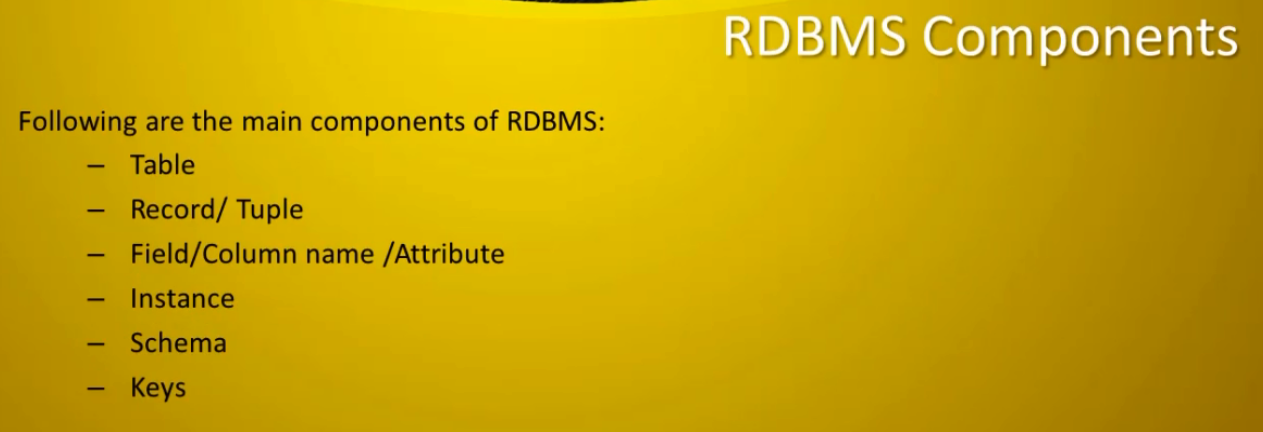 RDBMS Components
Following are the main components of RDBMS:
– Table
– Record/ Tuple
– Field/Column name /Attribute
– Instance
– Schema
– Keys